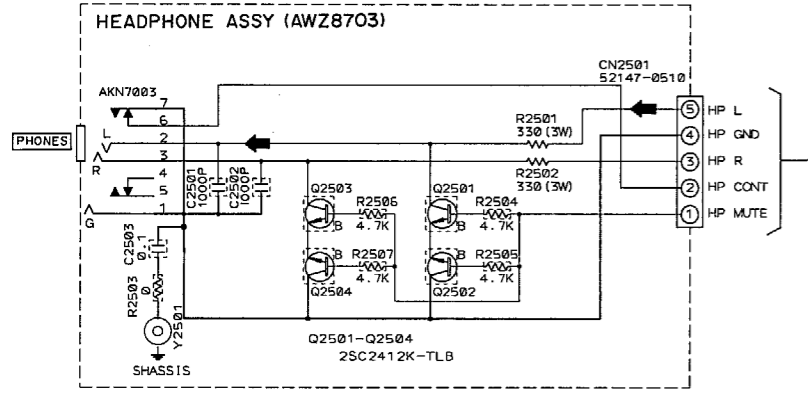 HEADPHONE ASSY (AWZ8703)
CN2501
52147-0510
AKN7003
7
6
5 HP L
R2501
330 (3W)
PHONES
L
2
4 HP GND
R
3
3 HP R
R2502
330 (3W)
4
C2501
1000P
C2502
1000P
5
2 HP CONT
Q2503
R2506
Q2501
R2504
G
1
B
4.7K
B
4.7K
1 HP MUTE
C2503
0.1
B
R2507
4.7K
B
R2505
4.7K
Q2504
Q2502
R2503
0
Y2501
Q2501-Q2504
2SC2412K-TLB
SHASSIS